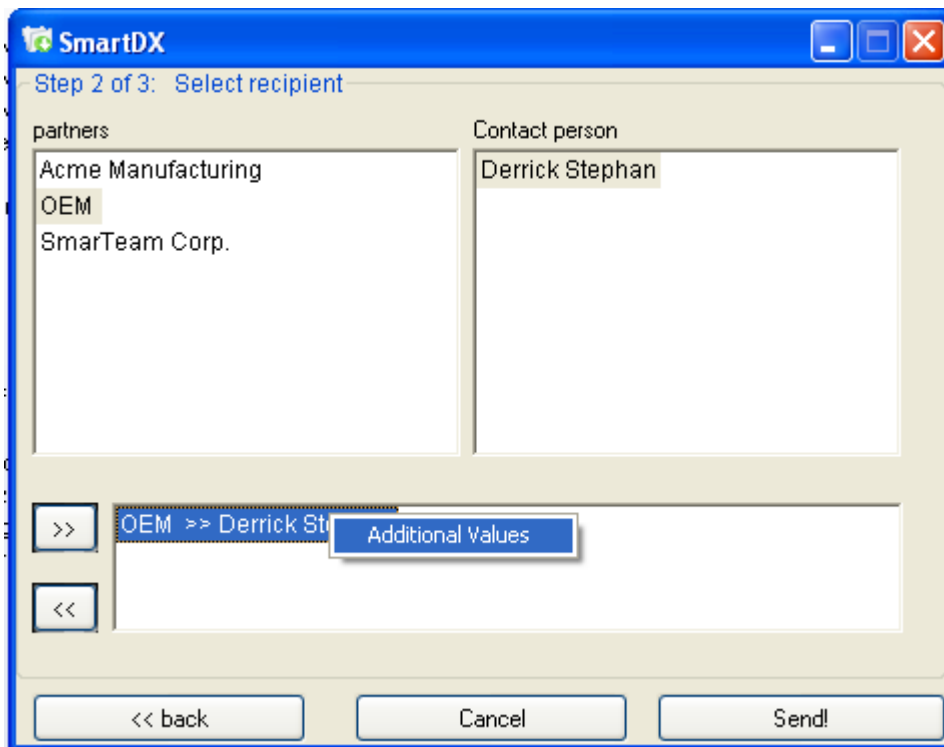 SmartDX
Step 2 of 3: Select recipient
partners
Contact person
Acme Manufacturing
OEM
SmarTeam Corp.
Derrick Stephan
>>
OEM >> Derrick
Additional Values
<<
<< back
Cancel
Send!